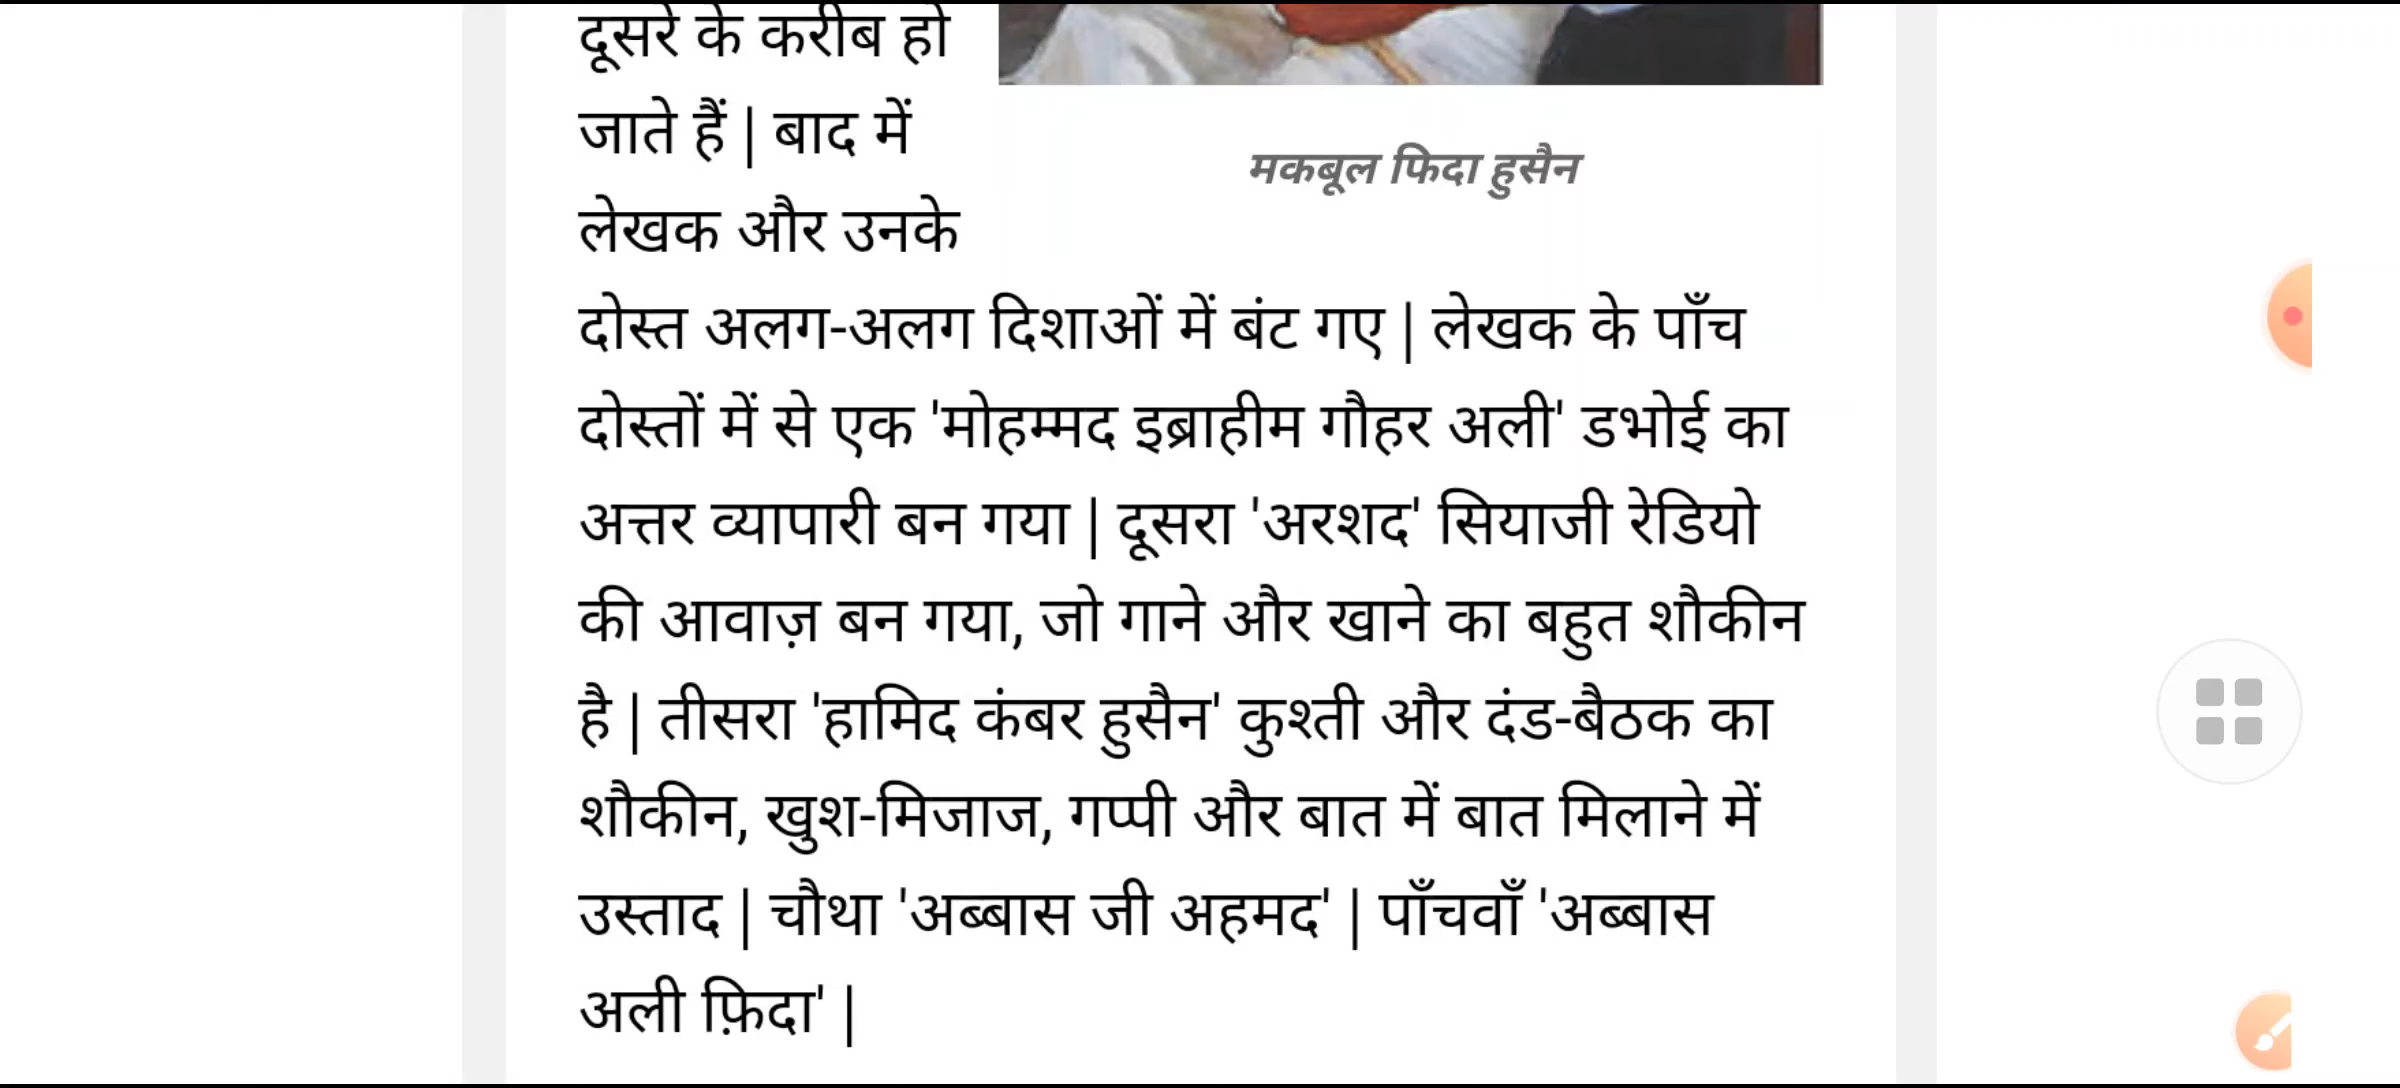 दूसरे के करीब हो
जाते हैं | बाद में
मकबूल फिदा हुसैन
लेखक और उनके
दोस्त अलग-अलग दिशाओं में बंट गए | लेखक के पाँच
दोस्तों में से एक 'मोहम्मद इब्राहीम गौहर अली' डभोई का
अत्तर व्यापारी बन गया | दूसरा 'अरशद' सियाजी रेडियो
की आवाज़ बन गया, जो गाने और खाने का बहुत शौकीन
है | तीसरा 'हामिद कंबर हुसैन' कुश्ती और दंड-बैठक का
शौकीन, खुश-मिजाज, गप्पी और बात में बात मिलाने में
उस्ताद | चौथा 'अब्बास जी अहमद' | पाँचवाँ 'अब्बास
अली फ़िदा' |